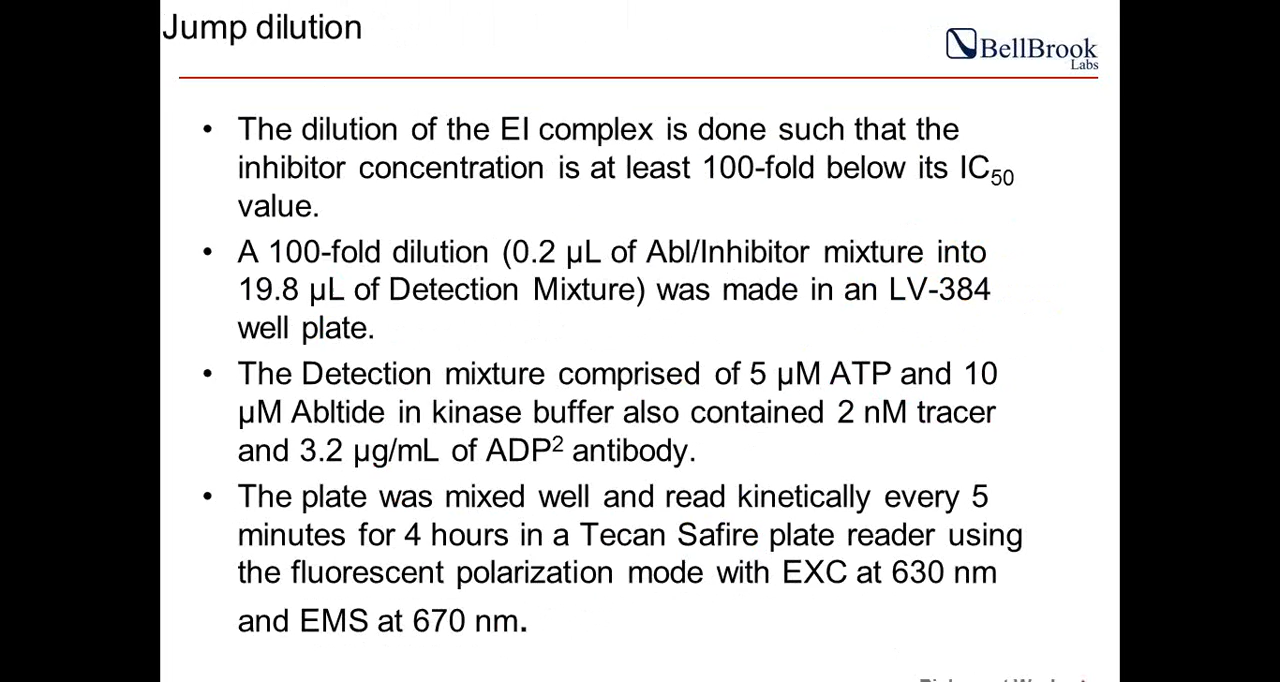 Jump dilution
BellBrook
Labs
• The dilution of the EI complex is done such that the
inhibitor concentration is at least 100-fold below its IC50
value.
• A 100-fold dilution (0.2 µL of Abl/Inhibitor mixture into
19.8 µL of Detection Mixture) was made in an LV-384
well plate.
• The Detection mixture comprised of 5 µM ATP and 10
µM Abltide in kinase buffer also contained 2 nM tracer
and 3.2 µg/mL of ADP² antibody.
• The plate was mixed well and read kinetically every 5
minutes for 4 hours in a Tecan Safire plate reader using
the fluorescent polarization mode with EXC at 630 nm
and EMS at 670 nm.